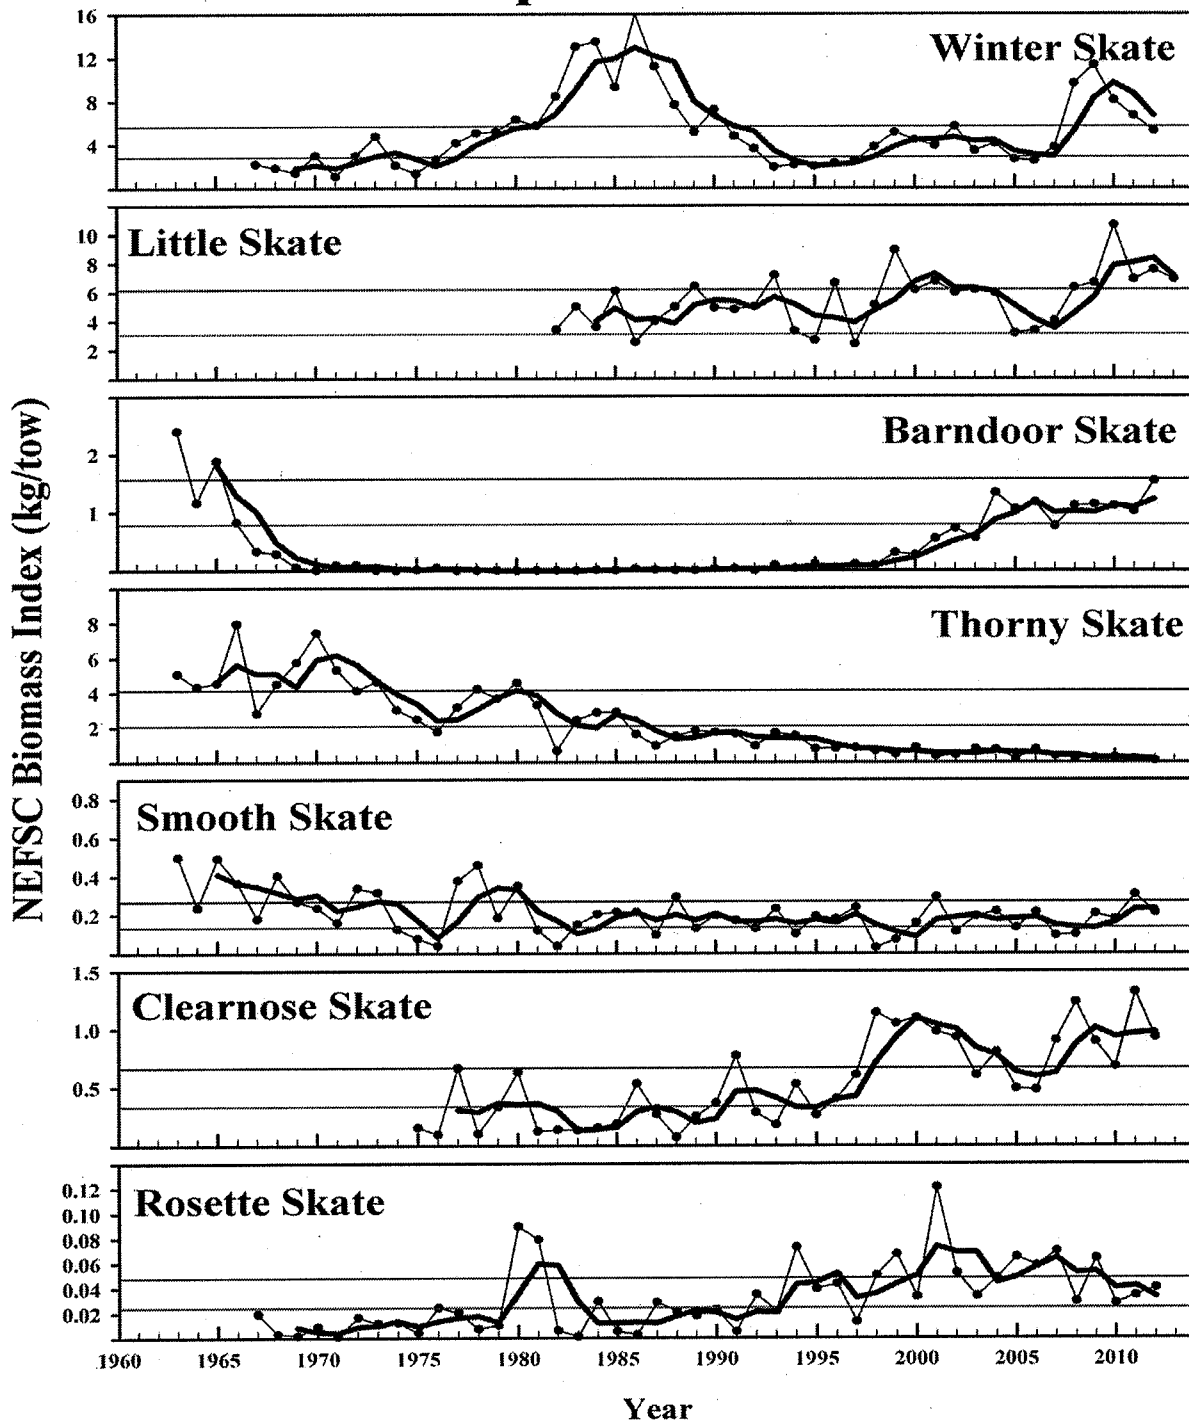 16
Winter Skate
12
8
4
10
Little Skate
8
6
4
2
Barndoor Skate
2
1
Thorny Skate
8
6
4
2
0.8
Smooth Skate
0.6
0.4
0.2
1.5
Clearnose Skate
1.0
0.5
0.12
Rosette Skate
0.10
0.08
0.06
0.04
0.02
1960 1965 1970 1975 1980 1985 1990 1995 2000 2005 2010
Year
NEFSC Biomass Index (kg/tow)